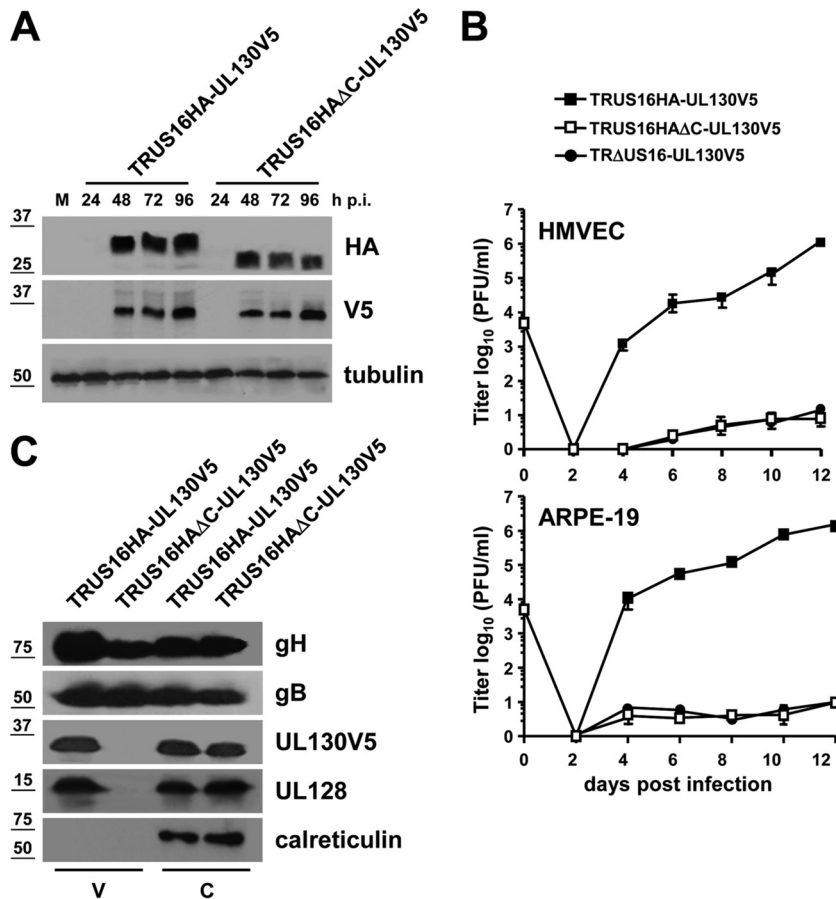 A
TRUS16HA-UL130V5
TRUS16HAΔC-UL130V5
M 24 48 72 96 24 48 72 96 h p.i.
37
25
HA
37
V5
50
tubulin
B
TRUS16HA-UL130V5
TRUS16HAΔC-UL130V5
TRΔUS16-UL130V5
HMVEC
Titer log10 (PFU/ml)
7
6
5
4
3
2
1
0
0 2 4 6 8 10 12
ARPE-19
Titer log10 (PFU/ml)
7
6
5
4
3
2
1
0
0 2 4 6 8 10 12
days post infection
C
TRUS16HA-UL130V5
TRUS16HAΔC-UL130V5
TRUS16HA-UL130V5
TRUS16HAΔC-UL130V5
75
gH
50
gB
37
UL130V5
15
UL128
75
50
calreticulin
V C